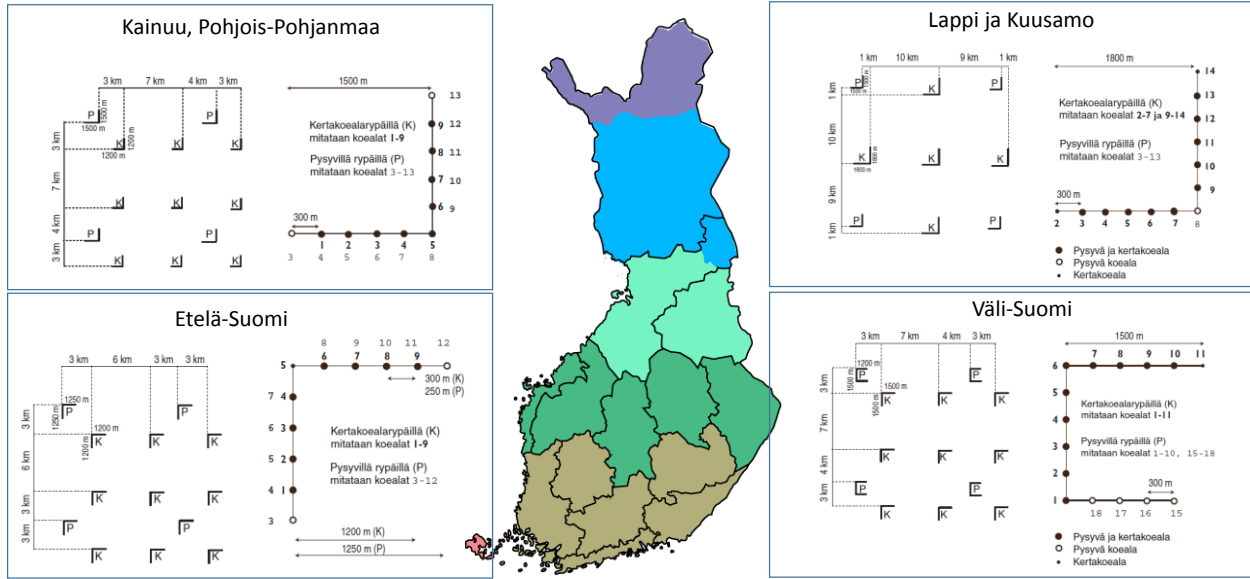 Kainuu, Pohjois-Pohjanmaa
3 km 7 km 4 km 3 km
1500 m
P P
1500 m
1500 m
3 km
K K K
1200 m
1200 m
7 km
K K K
4 km
P P
3 km
K K K
13
Kertakoealarypäillä (K)
mitataan koealat 1-9
Pysyvillä rypäillä (P)
mitataan koealat 3-13
9 12
8 11
7 10
6 9
300 m
1 2 3 4 5
3 4 5 6 7 8
Lappi ja Kuusamo
1 km 10 km 9 km 1 km
1800 m
P P
1500 m
1500 m
1 km
K
10 km
K K K
1800 m
1800 m
9 km
P P
1 km
K
14
13
12
11
10
9
Kertakoealarypäillä (K)
mitataan koealat 2-7 ja 9-14
Pysyvillä rypäillä (P)
mitataan koealat 3-13
300 m
2 3 4 5 6 7 8
Pysyvä ja kertakoeala
Pysyvä koeala
Kertakoeala
Etelä-Suomi
3 km 6 km 3 km 3 km
3 km
1250 m
1250 m
P P
1200 m
1200 m
K K K
6 km
K K K
3 km
P P
3 km
K K K
8 9 10 11 12
5 6 7 8 9
300 m (K)
250 m (P)
7 4
6 3
5 2
4 1
3
Kertakoealarypäillä (K)
mitataan koealat 1-9
Pysyvillä rypäillä (P)
mitataan koealat 3-12
1200 m (K)
1250 m (P)
Väli-Suomi
3 km 7 km 4 km 3 km
1500 m
1200 m
1500 m
P P
3 km
1500 m
1500 m
K K K
7 km
K K K
4 km
P P
3 km
K K K
6 7 8 9 10 11
5
4
3
2
1
Kertakoealarypäillä (K)
mitataan koealat 1-11
Pysyvillä rypäillä (P)
mitataan koealat 1-10, 15-18
300 m
18 17 16 15
Pysyvä ja kertakoeala
Pysyvä koeala
Kertakoeala